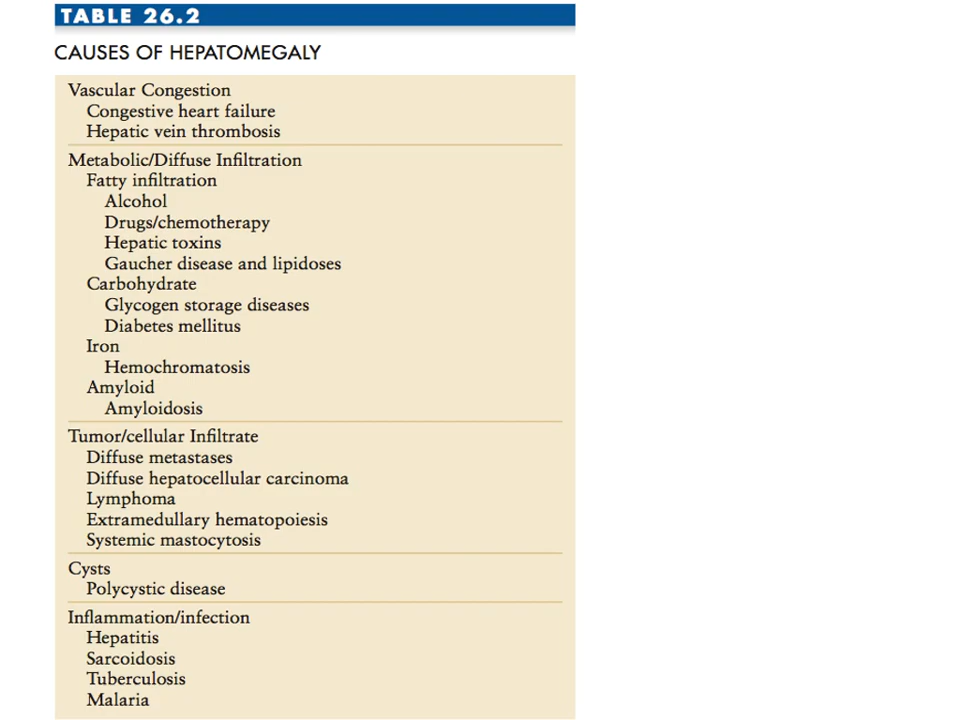 TABLE 26.2
CAUSES OF HEPATOMEGALY
Vascular Congestion
Congestive heart failure
Hepatic vein thrombosis
Metabolic/Diffuse Infiltration
Fatty infiltration
Alcohol
Drugs/chemotherapy
Hepatic toxins
Gaucher disease and lipidoses
Carbohydrate
Glycogen storage diseases
Diabetes mellitus
Iron
Hemochromatosis
Amyloid
Amyloidosis
Tumor/cellular Infiltrate
Diffuse metastases
Diffuse hepatocellular carcinoma
Lymphoma
Extramedullary hematopoiesis
Systemic mastocytosis
Cysts
Polycystic disease
Inflammation/infection
Hepatitis
Sarcoidosis
Tuberculosis
Malaria